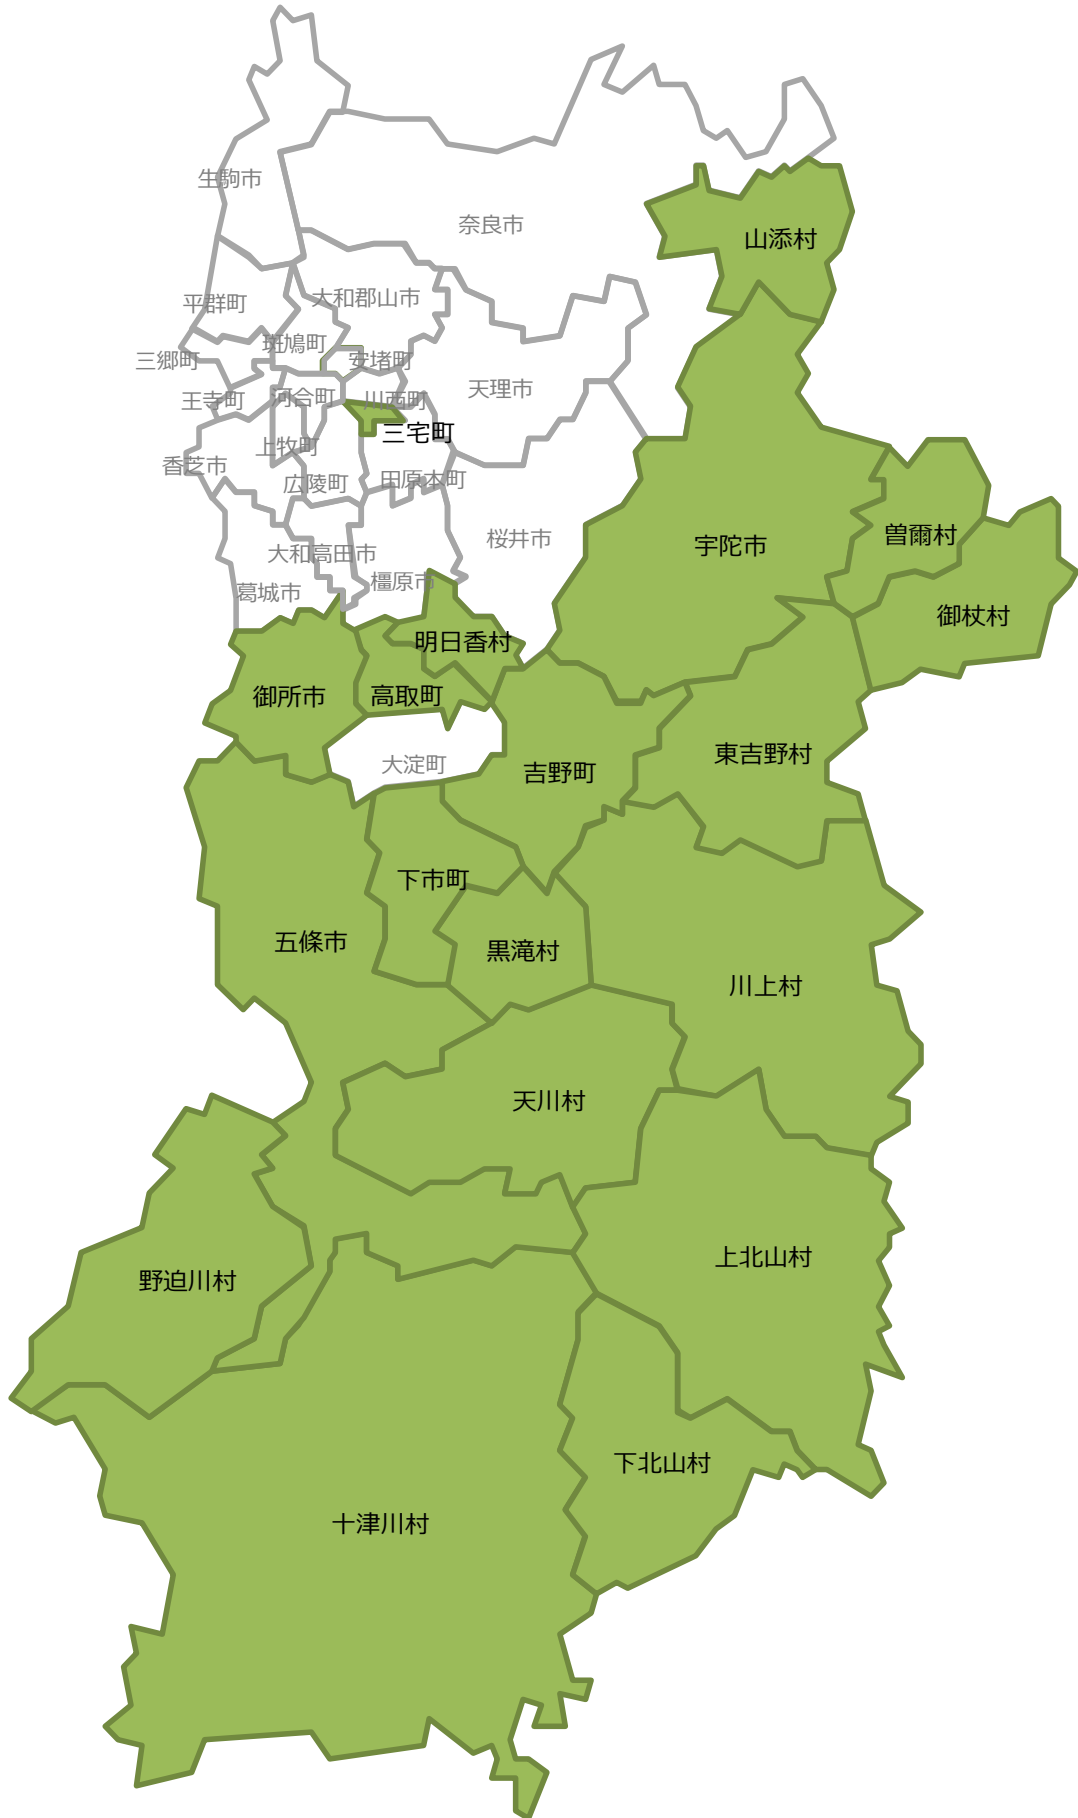 生駒市
奈良市
山添村
平群町
大和郡山市
斑鳩町
三郷町
安堵町
天理市
王寺町
河合町
川西町
三宅町
上牧町
香芝市
広陵町
田原本町
曽爾村
桜井市
宇陀市
大和高田市
橿原市
葛城市
御杖村
明日香村
御所市
高取町
東吉野村
大淀町
吉野町
下市町
五條市
黒滝村
川上村
天川村
上北山村
野迫川村
下北山村
十津川村